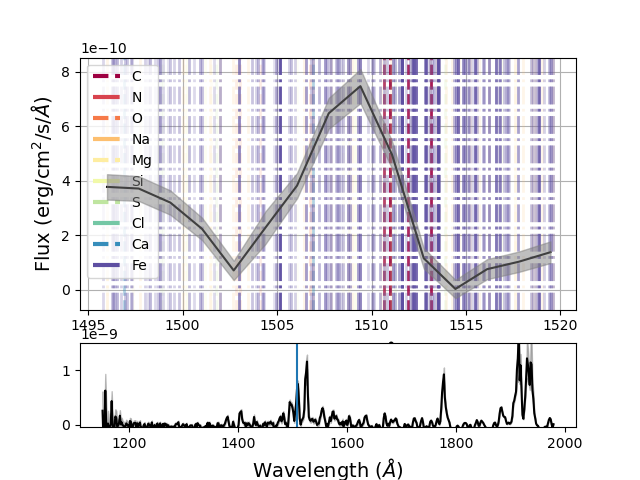 1e−10
8
6
4
2
0
Flux (erg/cm²/s/Å)
C
N
O
Na
Mg
Si
S
Cl
Ca
Fe
1495 1500 1505 1510 1515 1520
1e−9
1
0
1200 1400 1600 1800 2000
Wavelength (Å)